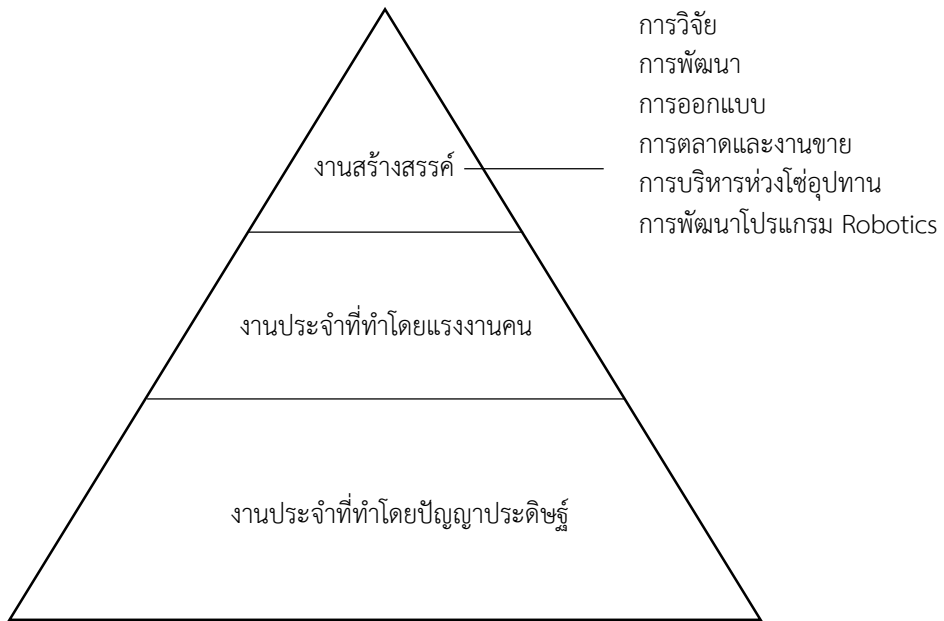 การวิจัย
การพัฒนา
การออกแบบ
การตลาดและงานขาย
การบริหารห่วงโซ่อุปทาน
การพัฒนาโปรแกรม Robotics
งานสร้างสรรค์
งานประจำที่ทำโดยแรงงานคน
งานประจำที่ทำโดยปัญญาประดิษฐ์